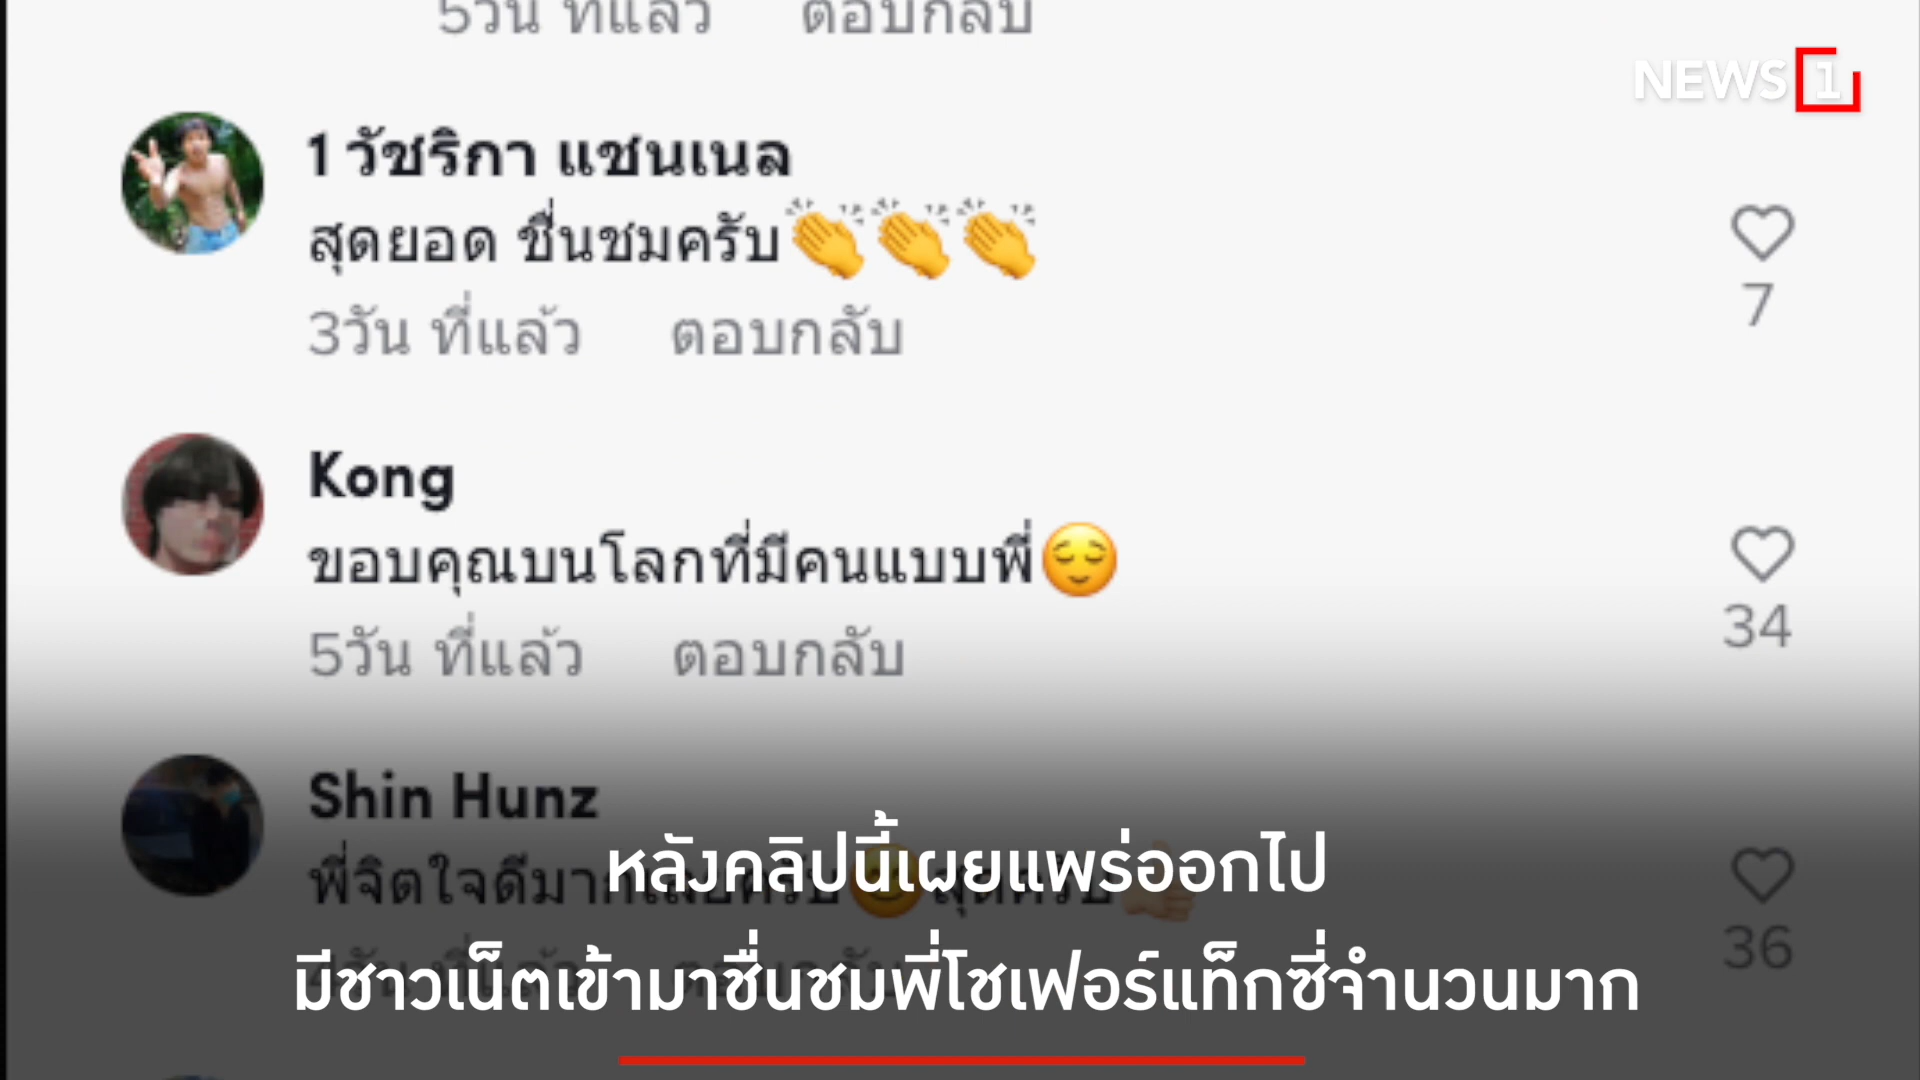 5วัน ที่แล้ว ตอบกลับ
NEWS 1
1 วัชริกา แชนเนล
สุดยอด ชื่นชมครับ👏👏👏
3วัน ที่แล้ว ตอบกลับ
7
Kong
ขอบคุณบนโลกที่มีคนแบบพี่😌
5วัน ที่แล้ว ตอบกลับ
34
Shin Hunz
พี่จิตใจดีมากเลยครับ😊สุดครับ👍
ตอบกลับ
36
หลังคลิปนี้เผยแพร่ออกไป
มีชาวเน็ตเข้ามาชื่นชมพี่โชเฟอร์แท็กซี่จำนวนมาก